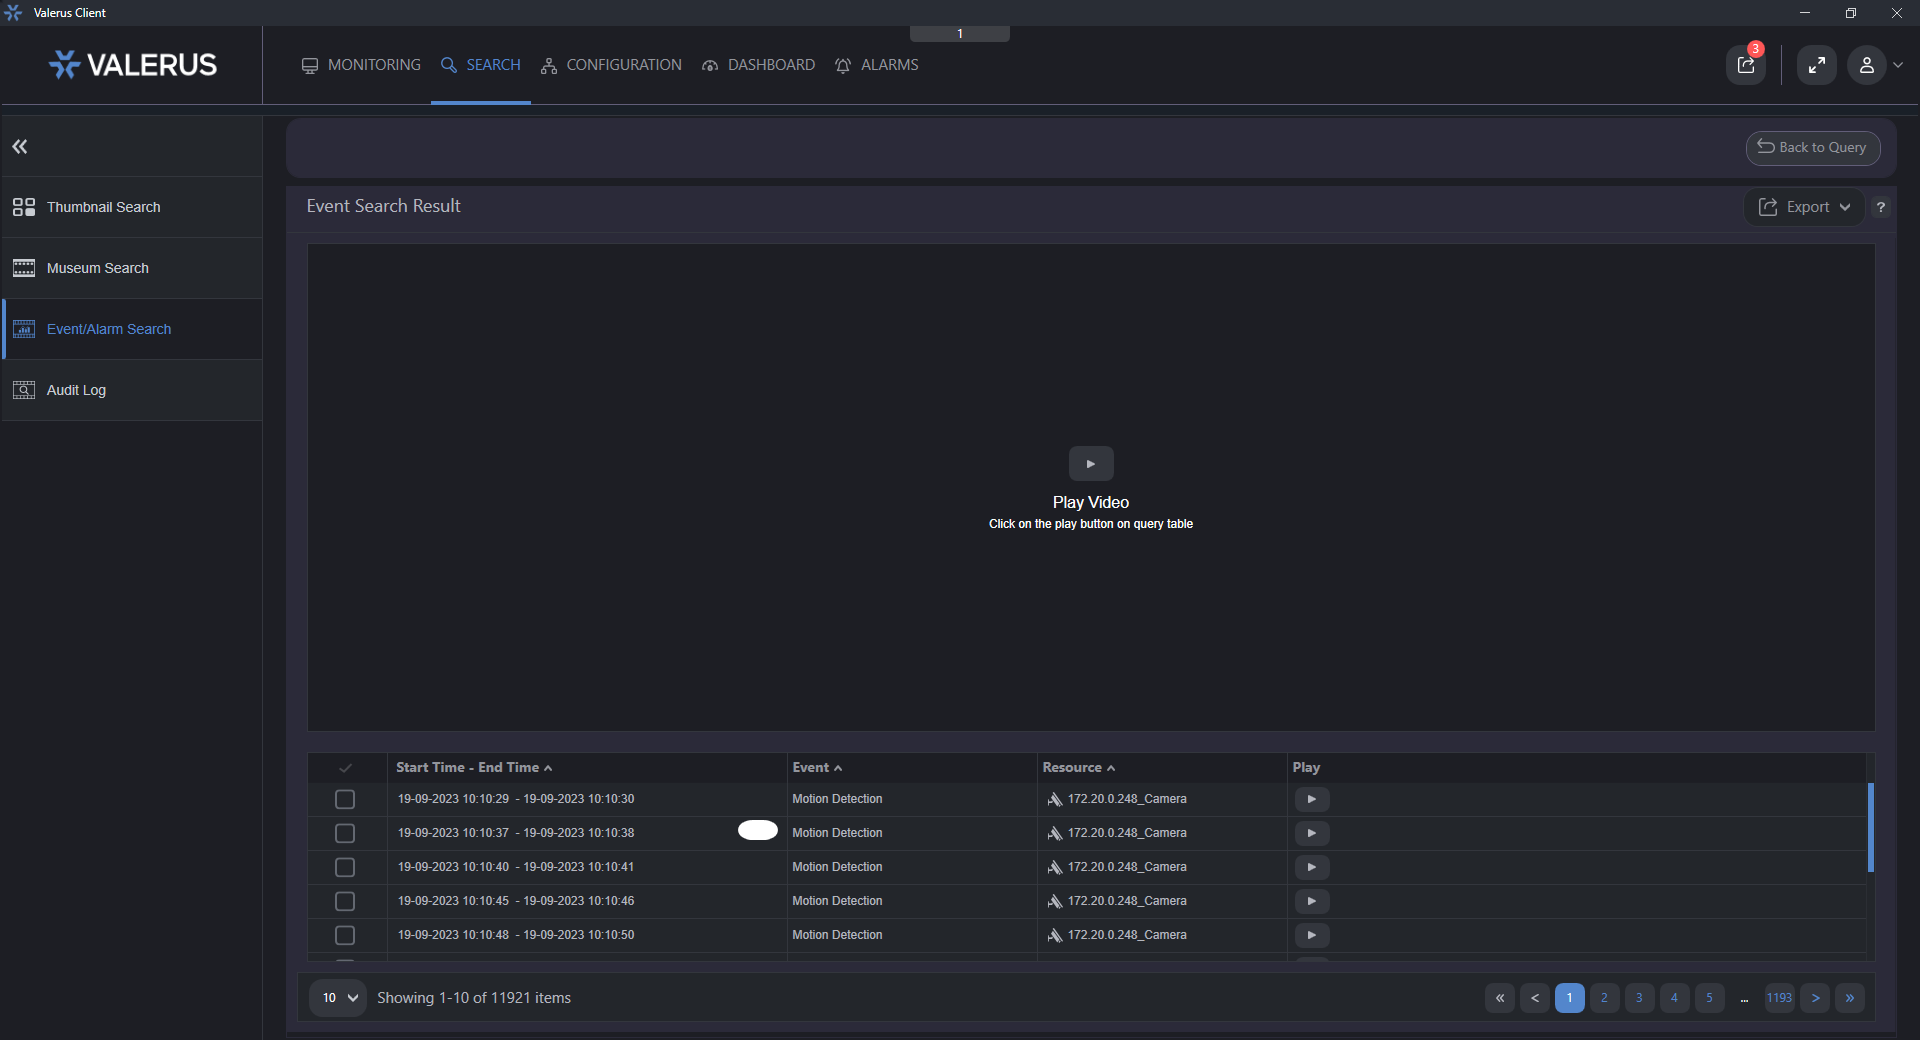 Valerus Client
1
VALERUS
MONITORING SEARCH CONFIGURATION DASHBOARD ALARMS
3
Back to Query
Thumbnail Search
Museum Search
Event/Alarm Search
Audit Log
Event Search Result
Export ?
Play Video
Click on the play button on query table
Start Time - End Time Event Resource Play
19-09-2023 10:10:29 - 19-09-2023 10:10:30 Motion Detection 172.20.0.248_Camera
19-09-2023 10:10:37 - 19-09-2023 10:10:38 Motion Detection 172.20.0.248_Camera
19-09-2023 10:10:40 - 19-09-2023 10:10:41 Motion Detection 172.20.0.248_Camera
19-09-2023 10:10:45 - 19-09-2023 10:10:46 Motion Detection 172.20.0.248_Camera
19-09-2023 10:10:48 - 19-09-2023 10:10:50 Motion Detection 172.20.0.248_Camera
10 Showing 1-10 of 11921 items « < 1 2 3 4 5 ... 1193 > »